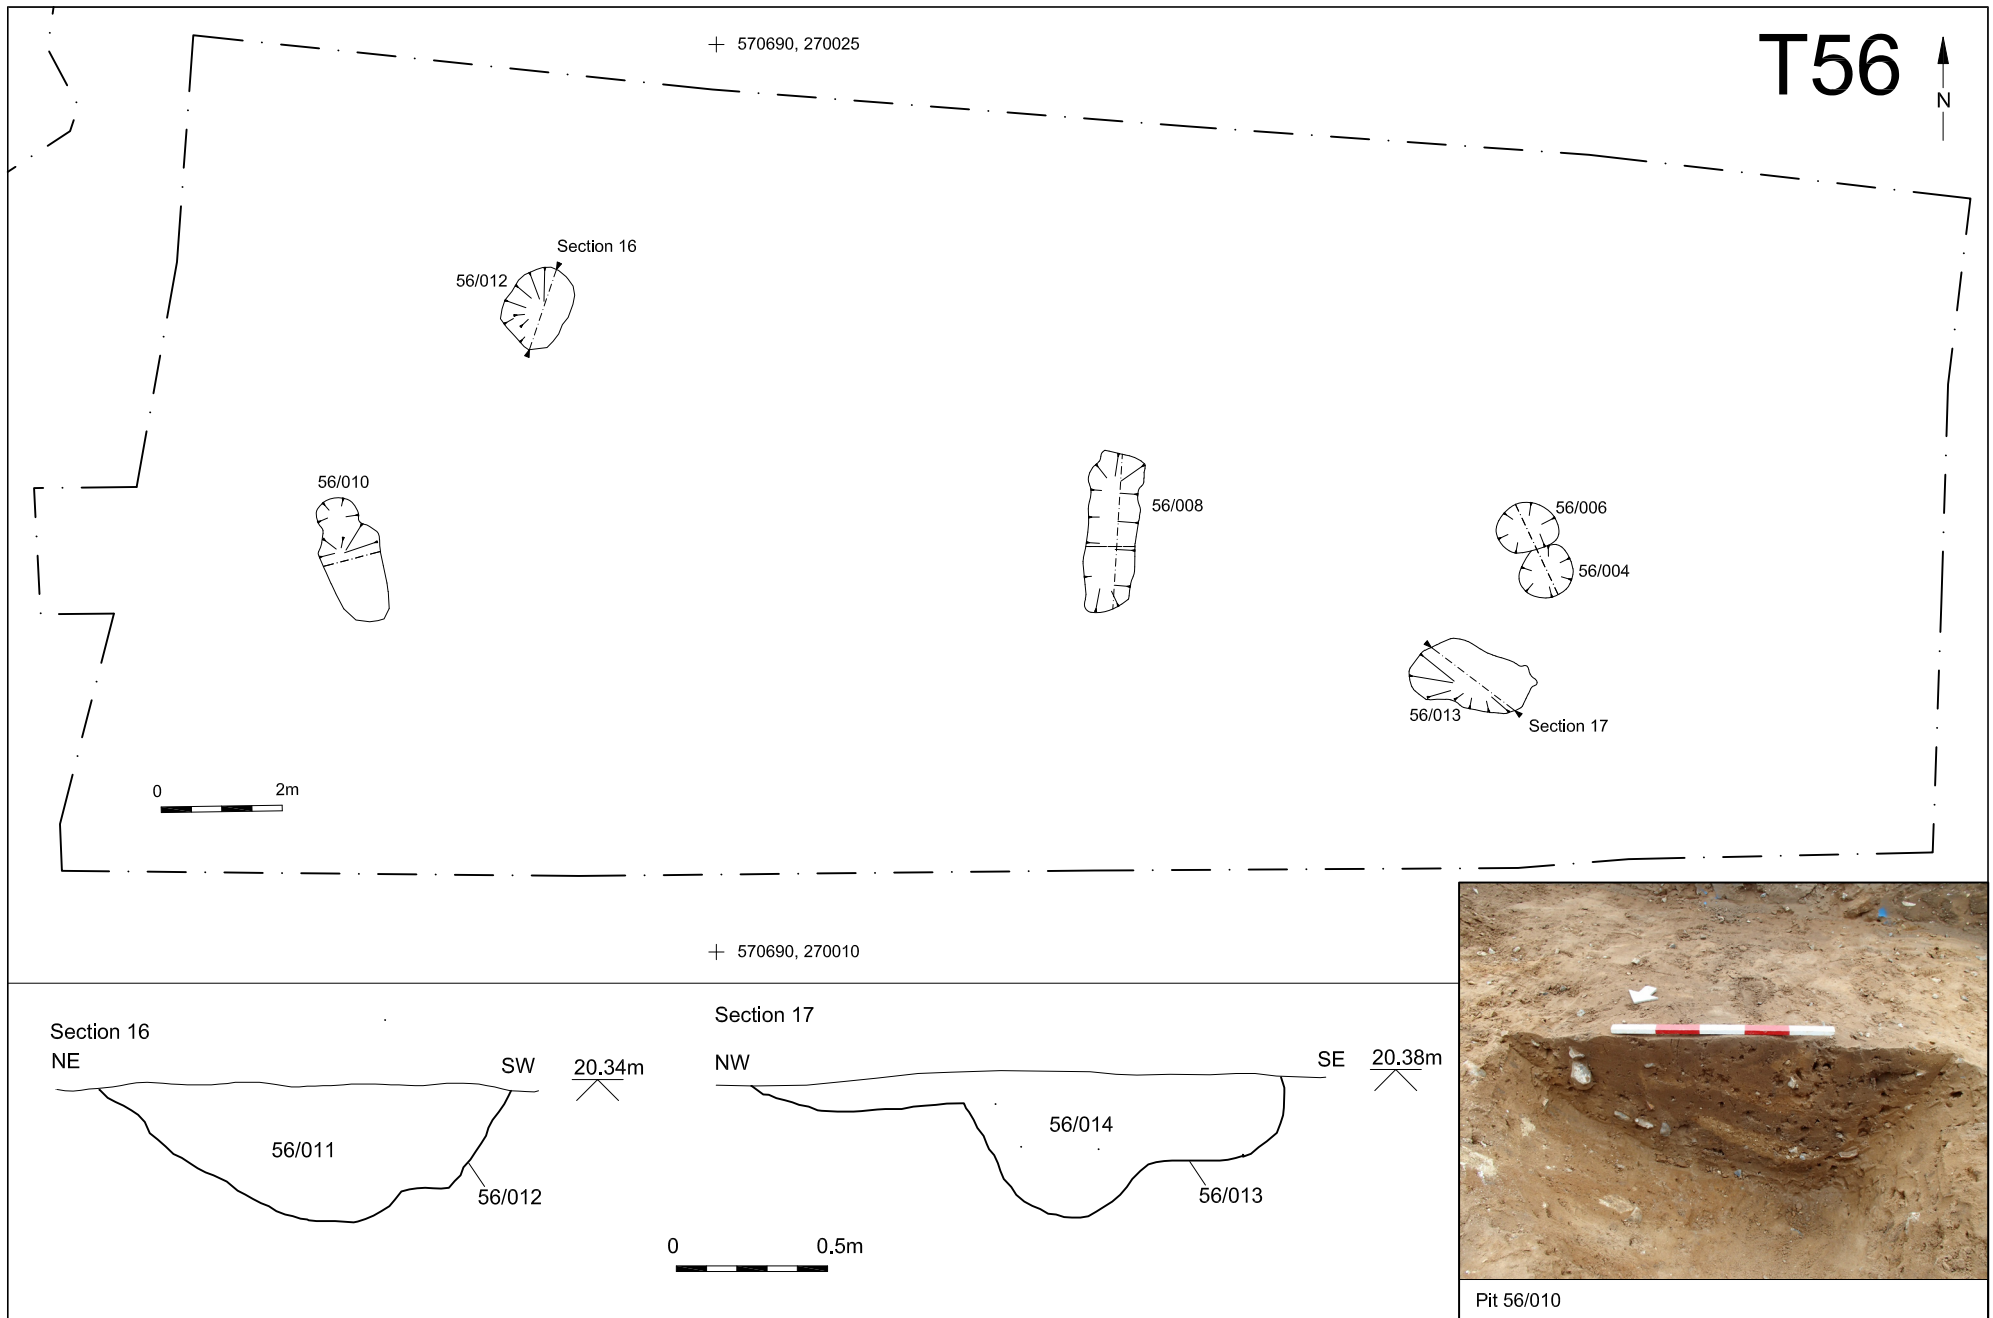 570690, 270025
T56
N
Section 16
56/012
56/010
56/008
56/006
56/004
56/013
Section 17
0 2m
570690, 270010
Section 16
NE SW 20.34m
56/011
56/012
Section 17
NW SE 20.38m
56/014
56/013
0 0.5m
Pit 56/010